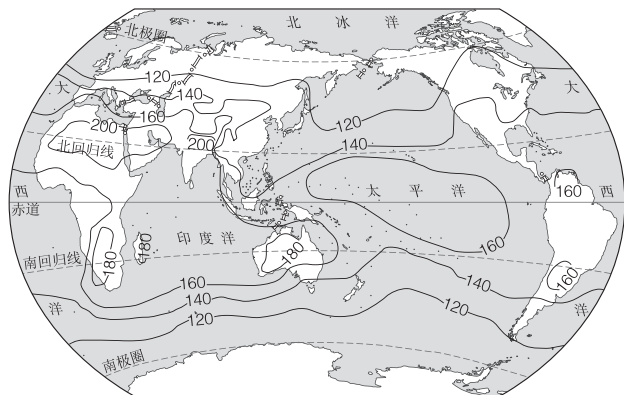 北 冰 洋
北极圈
大
大
120
140
160
200
200
120
140
北回归线
西
赤道
太 平 洋
160
西
印 度 洋
180
180
180
160
南回归线
160
140
160
140
120
120
洋
洋
南极圈